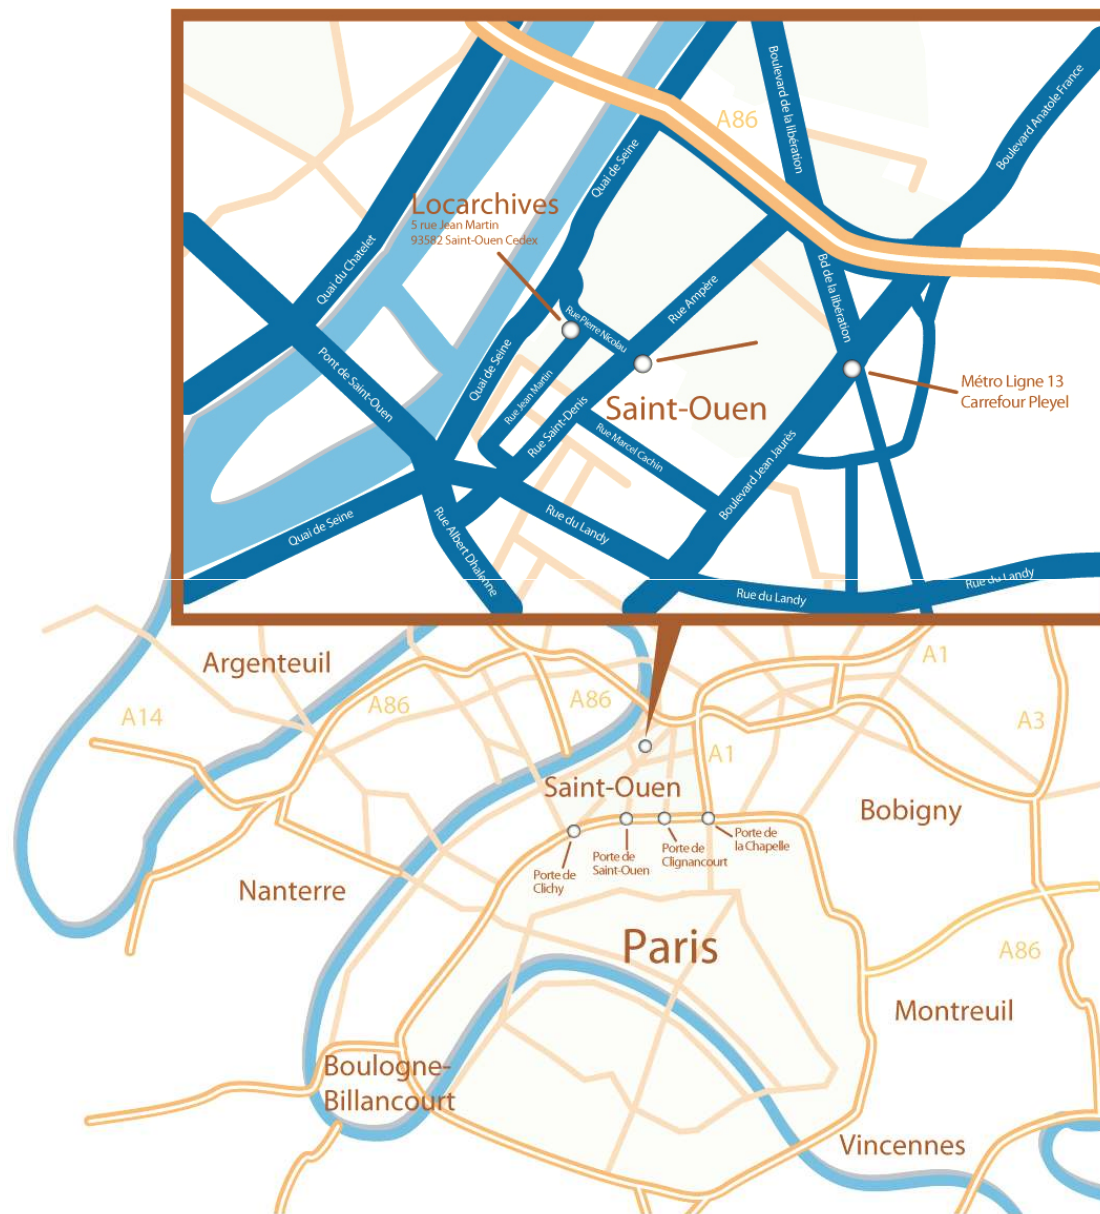 A86
Boulevard de la libération
Boulevard Anatole France
Quai de Seine
Locarchives
5 rue Jean Martin
93582 Saint-Ouen Cedex
Quai du Chatelet
Bd de la libération
Rue Ampère
Rue Pierre Nicolau
Pont de Saint-Ouen
Quai de Seine
Rue Jean Martin
Rue Saint-Denis
Saint-Ouen
Métro Ligne 13
Carrefour Pleyel
Rue Marcel Cachin
Boulevard Jean Jaurès
Quai de Seine
Rue Albert Dhalenne
Rue du Landy
Rue du Landy
Rue du Landy
Argenteuil
A1
A14
A86
A86
A3
A1
Saint-Ouen
Bobigny
Porte de
la Chapelle
Porte de
Clignancourt
Porte de
Saint-Ouen
Porte de
Clichy
Nanterre
Paris
A86
Montreuil
Boulogne-
Billancourt
Vincennes